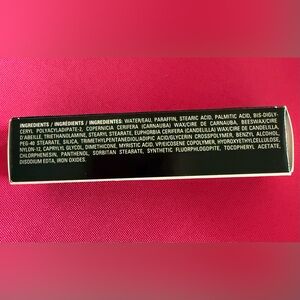 INGREDIENTS / INGRÉDIENTS / INGREDIENTES: WATER/EAU, PARAFFIN, STEARIC ACID, PALMITIC ACID, BIS-DIGLY-
CERYL POLYACYLADIPATE-2, COPERNICIA CERIFERA (CARNAUBA) WAX/CIRE DE CARNAUBA, BEESWAX/CIRE
D'ABEILLE, TRIETHANOLAMINE, STEARYL STEARATE, EUPHORBIA CERIFERA (CANDELILLA) WAX/CIRE DE CANDELILLA,
PEG-40 STEARATE, SILICA, TRIMETHYLPENTANEDIOL/ADIPIC ACID/GLYCERIN CROSSPOLYMER, BENZYL ALCOHOL,
NYLON-12, CAPRYLYL GLYCOL, DIMETHICONE, MYRISTIC ACID, VP/EICOSENE COPOLYMER, HYDROXYETHYLCELLULOSE,
CHLORPHENESIN, PANTHENOL, SORBITAN STEARATE, SYNTHETIC FLUORPHLOGOPITE, TOCOPHERYL ACETATE,
DISODIUM EDTA, IRON OXIDES.